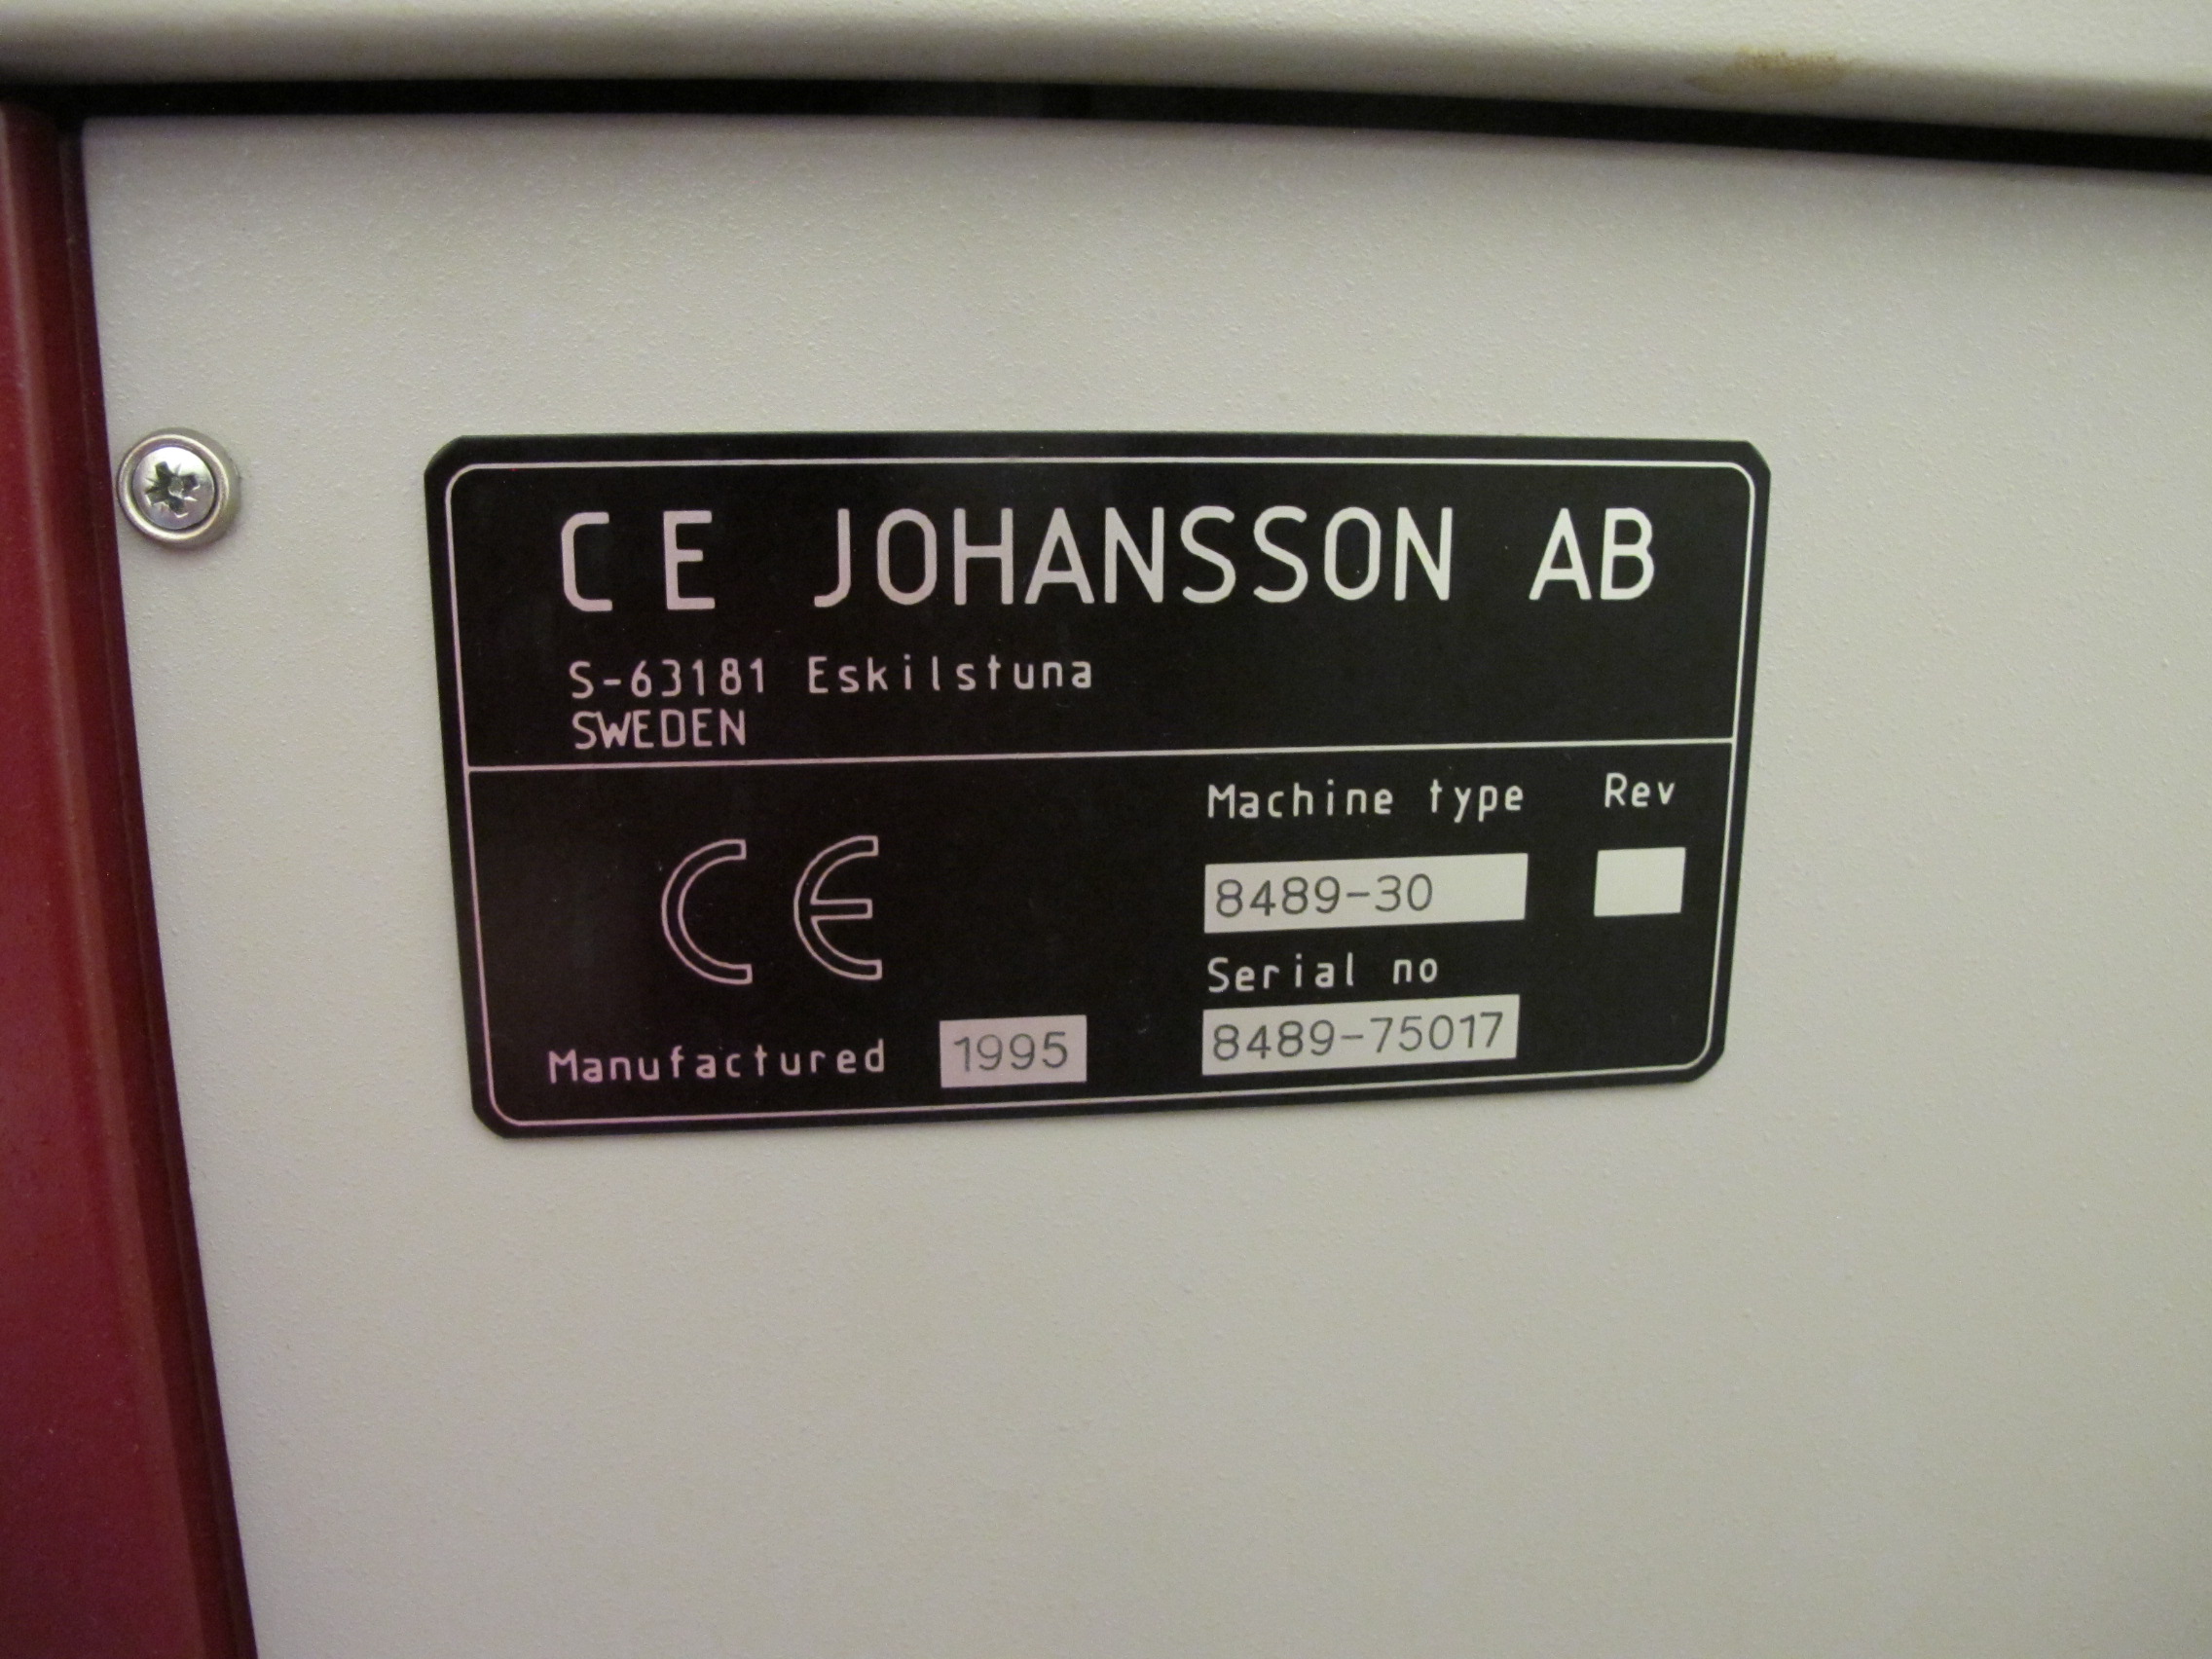 C E JOHANSSON AB
S-63181 Eskilstuna
SWEDEN
CE
Machine type Rev
8489-30
Serial no
8489-75017
Manufactured 1995